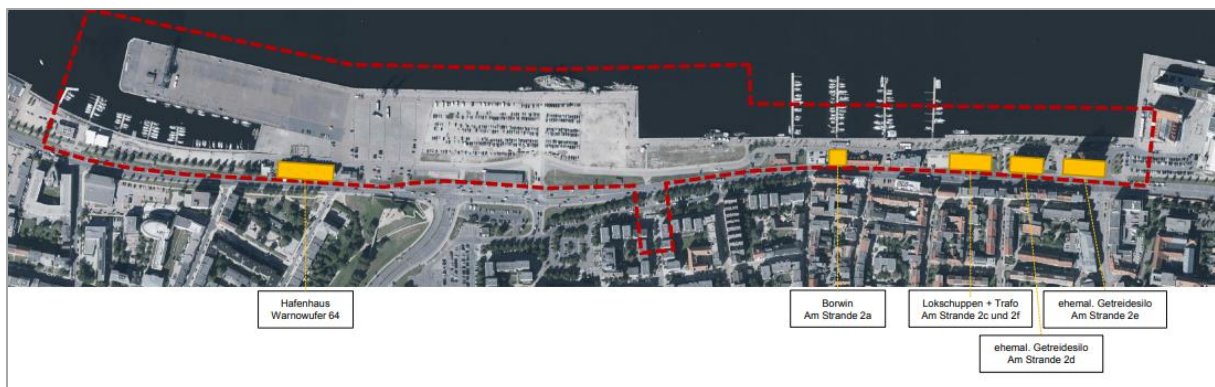 Hafenhaus
Warnowufer 64
Borwin
Am Strande 2a
Lokschuppen + Trafo
Am Strande 2c und 2f
ehemal. Getreidesilo
Am Strande 2e
ehemal. Getreidesilo
Am Strande 2d